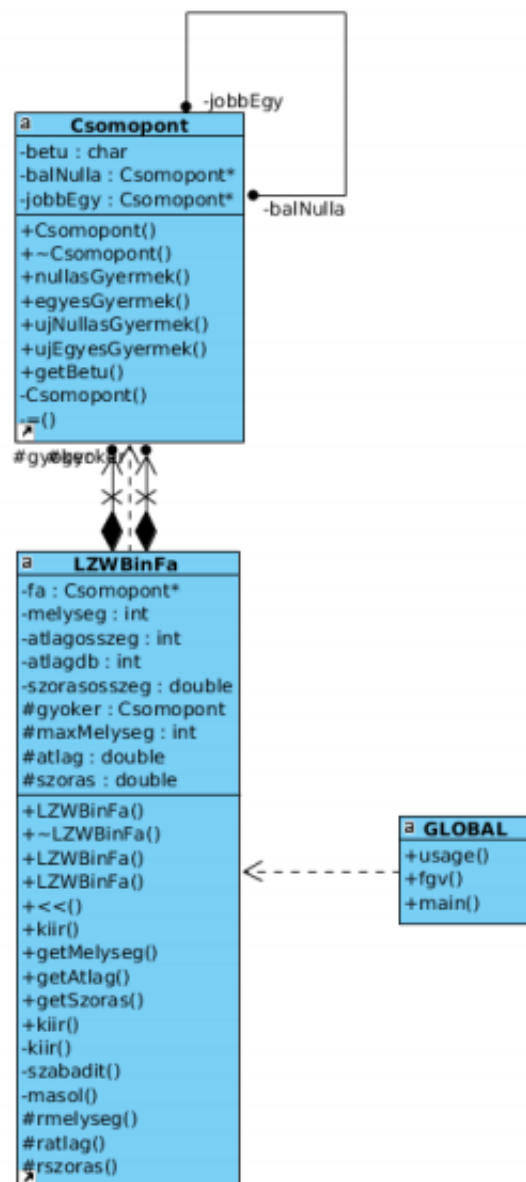 -jobbEgy
a Csomopont
-betu : char
-balNulla : Csomopont*
-jobbEgy : Csomopont*
-balNulla
+Csomopont()
+~Csomopont()
+nullasGyermek()
+egyesGyermek()
+ujNullasGyermek()
+ujEgyesGyermek()
+getBetu()
-Csomopont()
-=()
a LZWBinFa
-fa : Csomopont*
-melyseg : int
-atlagosszeg : int
-atlagdb : int
-szorasosszeg : double
#gyoker : Csomopont
#maxMelyseg : int
#atlag : double
#szoras : double
+LZWBinFa()
+~LZWBinFa()
+LZWBinFa()
+LZWBinFa()
+<<()
+kiir()
+getMelyseg()
+getAtlag()
+getSzoras()
+kiir()
-kiir()
-szabadit()
-masol()
#rmelyseg()
#ratlag()
#rszoras()
a GLOBAL
+usage()
+fgv()
+main()